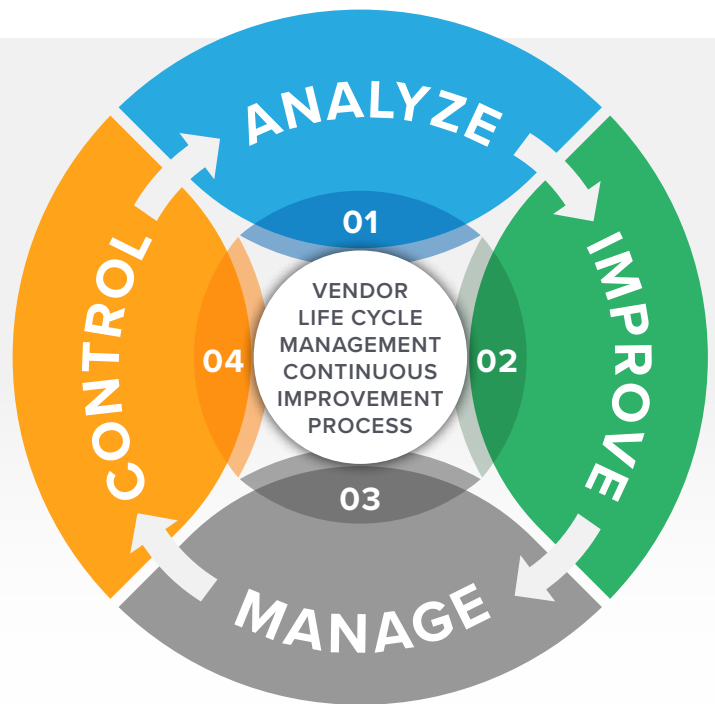 ANALYZE
01
IMPROVE
02
MANAGE
03
CONTROL
04
VENDOR
LIFE CYCLE
MANAGEMENT
CONTINUOUS
IMPROVEMENT
PROCESS